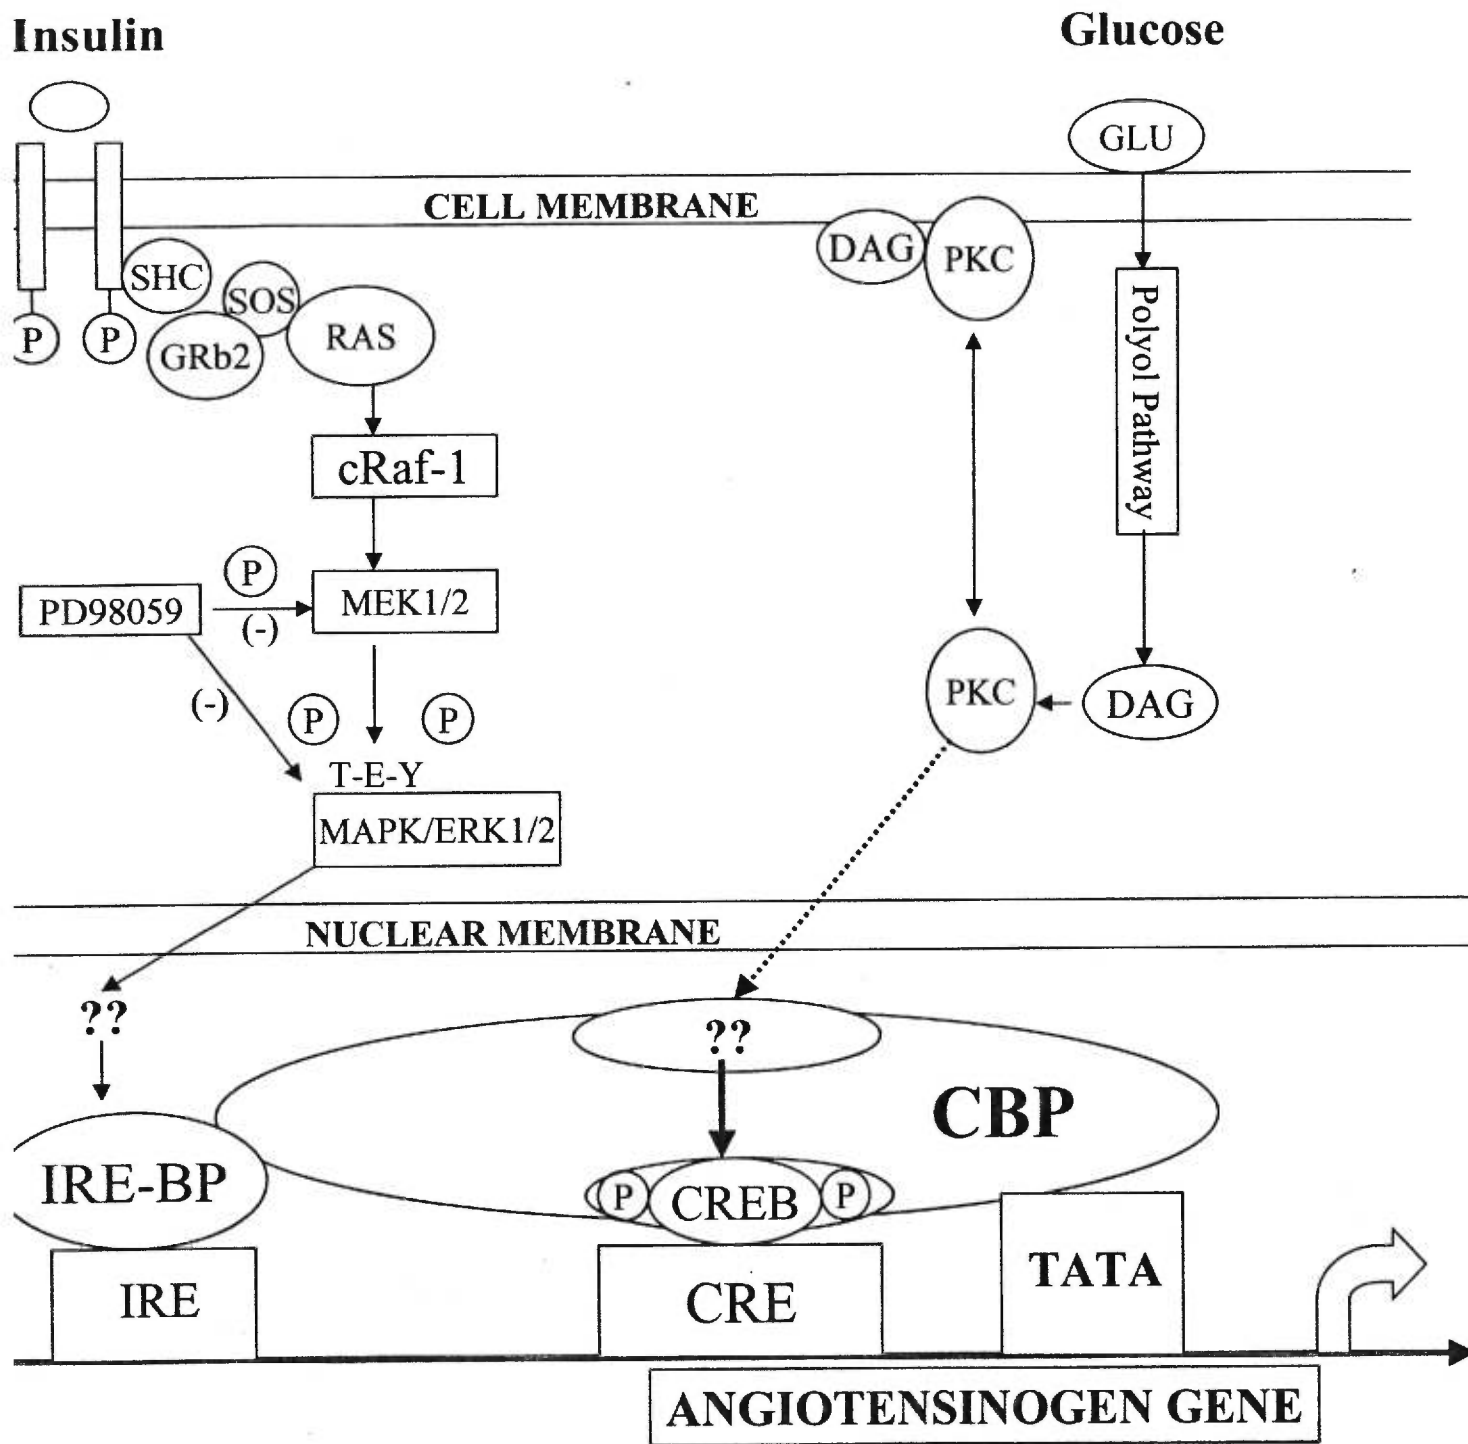 Insulin
Glucose
GLU
CELL MEMBRANE
DAG
PKC
SHC
SOS
GRb2
RAS
P
P
Polyol Pathway
cRaf-1
P
PD98059
(-)
MEK1/2
(-)
P
P
T-E-Y
MAPK/ERK1/2
PKC
DAG
NUCLEAR MEMBRANE
??
??
CBP
IRE-BP
P
CREB
P
IRE
CRE
TATA
ANGIOTENSINOGEN GENE